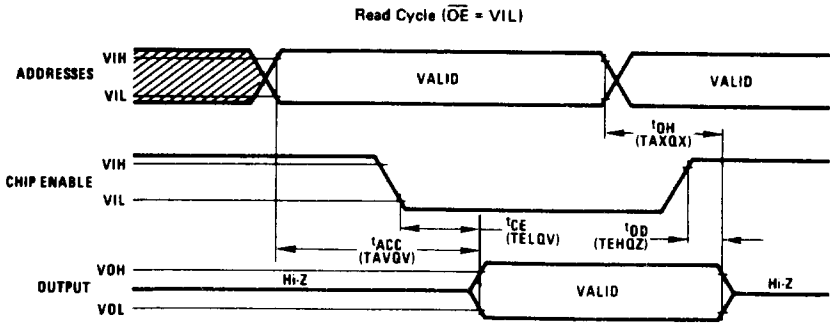 Read Cycle (OE = VIL)
VIH
ADDRESSES
VIL
VALID
VALID
tOH
(TAXQX)
VIH
CHIP ENABLE
VIL
tCE
(TELQV)
tOD
(TEHQZ)
tACC
(TAVQV)
VOH
Hi-Z
OUTPUT
VALID
Hi-Z
VOL